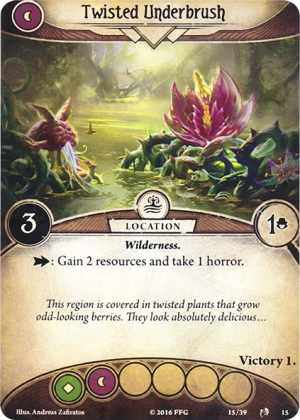 Twisted Underbrush
3
LOCATION
1
Wilderness.
: Gain 2 resources and take 1 horror.
This region is covered in twisted plants that grow
odd-looking berries. They look absolutely delicious…
Victory 1.
Illus. Andreas Zafiratos
© 2016 FFG
15/39
15